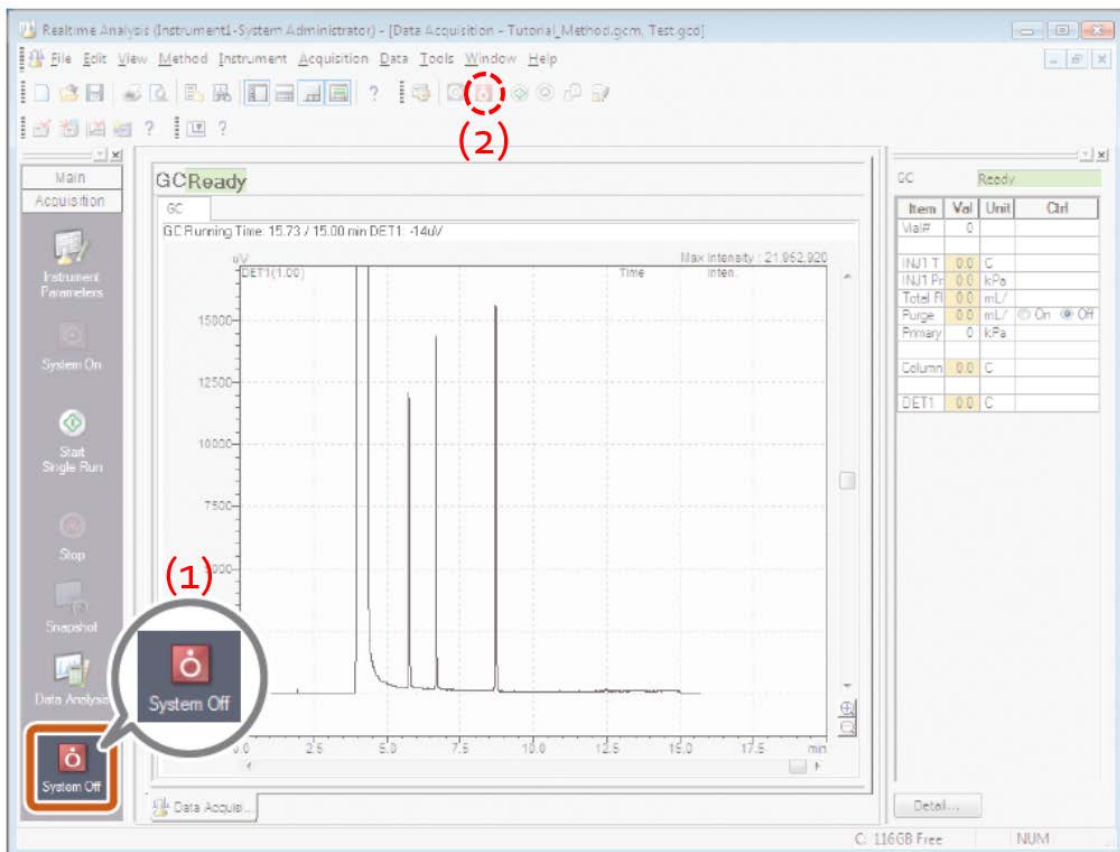 Realtime Analysis (Instrument1-System Administrator) - [Data Acquisition - Tutorial_Method.gcm, Test.gcd]
File Edit View Method Instrument Acquisition Data Tools Window Help
(2)
Main
Acquisition
Instrument
Parameters
System On
Start
Single Run
Stop
Snapshot
Data Analysis
System Off
(1)
System Off
GC Ready
GC
GC Running Time: 15.73 / 15.00 min DET1: -14uV
uV
Max Intensity : 21,952,920
DET1(1.00)
Time
Inten.
15000
12500
10000
7500
5000
0.0 2.5 5.0 7.5 10.0 12.5 15.0 17.5 min
Data Acquie...
GC Ready
Item Val Unit Ctrl
Vial# 0
INJ1 T 0.0 C
INJ1 Pr 0.0 kPa
Total Fl 0.0 mL/
Purge 0.0 mL/ On Off
Primary 0 kPa
Column 0.0 C
DET1 0.0 C
Detail...
C: 116GB Free NUM